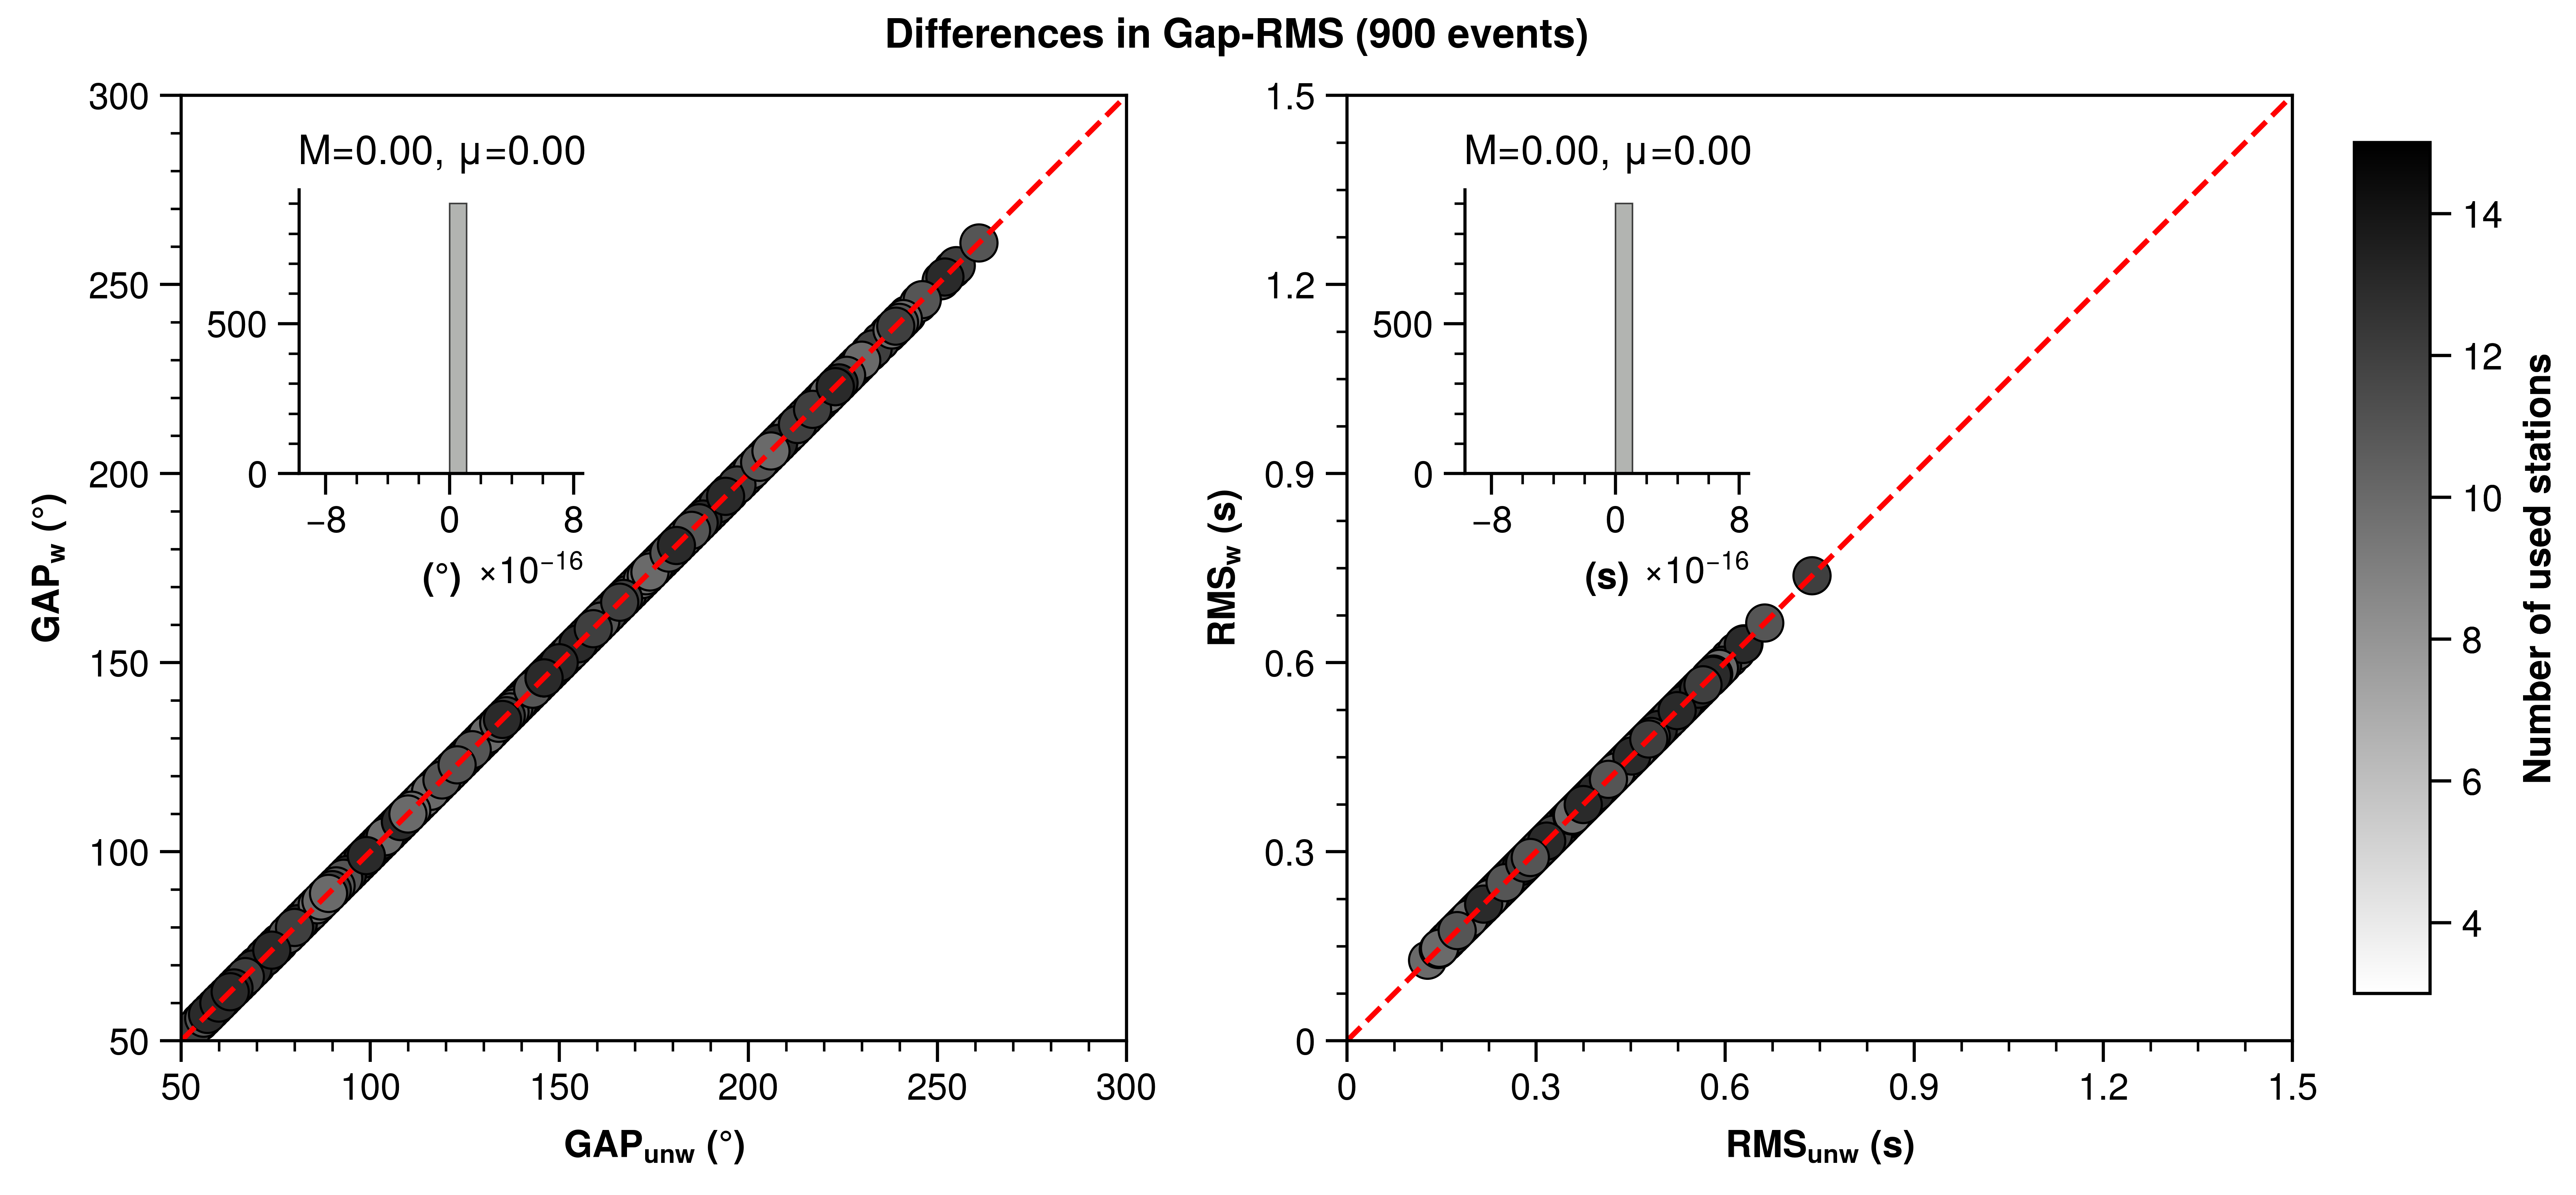 Differences in Gap-RMS (900 events)
300
250
200
150
100
50
GAPw (°)
50 100 150 200 250 300
GAPunw (°)
M=0.00, µ=0.00
500
0
−8 0 8
(°) ×10⁻¹⁶
1.5
1.2
0.9
0.6
0.3
0
RMSw (s)
0 0.3 0.6 0.9 1.2 1.5
RMSunw (s)
M=0.00, µ=0.00
500
0
−8 0 8
(s) ×10⁻¹⁶
14
12
10
8
6
4
Number of used stations